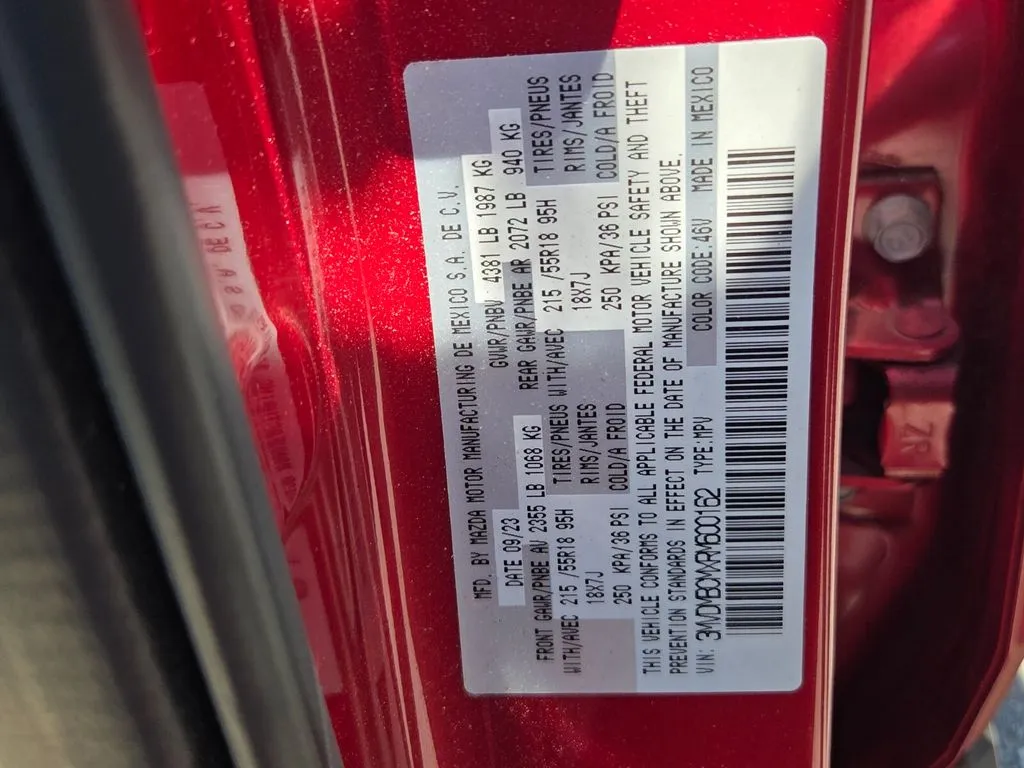 MFD. BY MAZDA MOTOR MANUFACTURING DE MEXICO S.A. DE C.V.
DATE 09/23 GVWR/PNBV 4381 LB 1987 KG
FRONT GAWR/PNBE AV 2355 LB 1068 KG REAR GAWR/PNBE AR 2072 LB 940 KG
WITH/AVEC 215 /55R18 95H TIRES/PNEUS WITH/AVEC 215 /55R18 95H TIRES/PNEUS
18X7J RIMS/JANTES 18X7J RIMS/JANTES
250 KPA/36 PSI COLD/A FROID 250 KPA/36 PSI COLD/A FROID
THIS VEHICLE CONFORMS TO ALL APPLICABLE FEDERAL MOTOR VEHICLE SAFETY AND THEFT
PREVENTION STANDARDS IN EFFECT ON THE DATE OF MANUFACTURE SHOWN ABOVE.
VIN: 3MVDMBCMXRM600162 TYPE:MPV COLOR CODE:46V MADE IN MEXICO